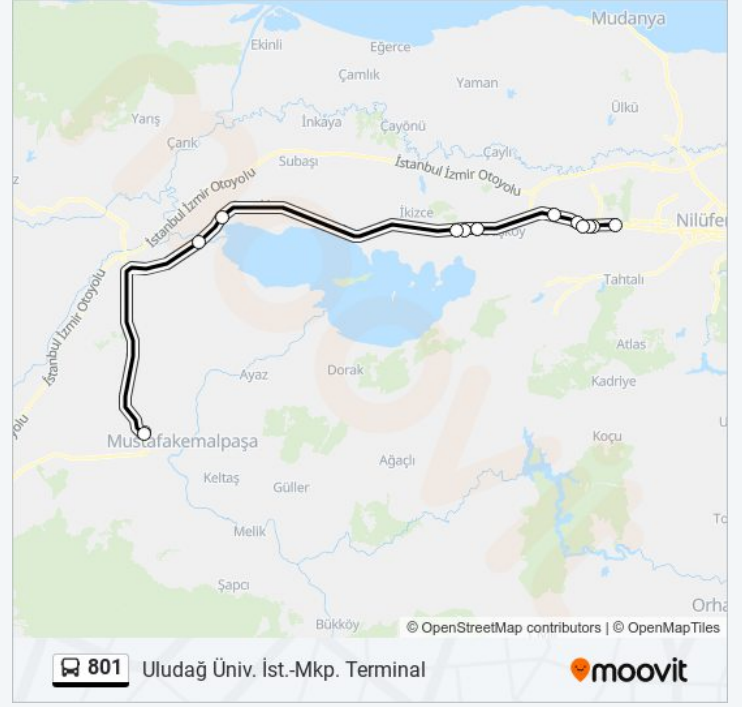 Mudanya
Ekinli
Eğerce
Çamlık
Yaman
Ülkü
Yarış
İnkaya
Çayönü
Çank
Çaylı
Subaşı
İstanbul İzmir Otoyolu
İstanbul İzmir Otoyolu
İkizce
Nilüfer
Tahtalı
İstanbul İzmir Otoyolu
Atlas
Dorak
Ayaz
Kadriye
Mustafakemalpaşa
Koçu
Ağaçlı
Keltaş
Güller
Melik
Şapcı
Orha
Bükköy
© OpenStreetMap contributors | © OpenMapTiles
801 Uludağ Üniv. İst.-Mkp. Terminal
moovit